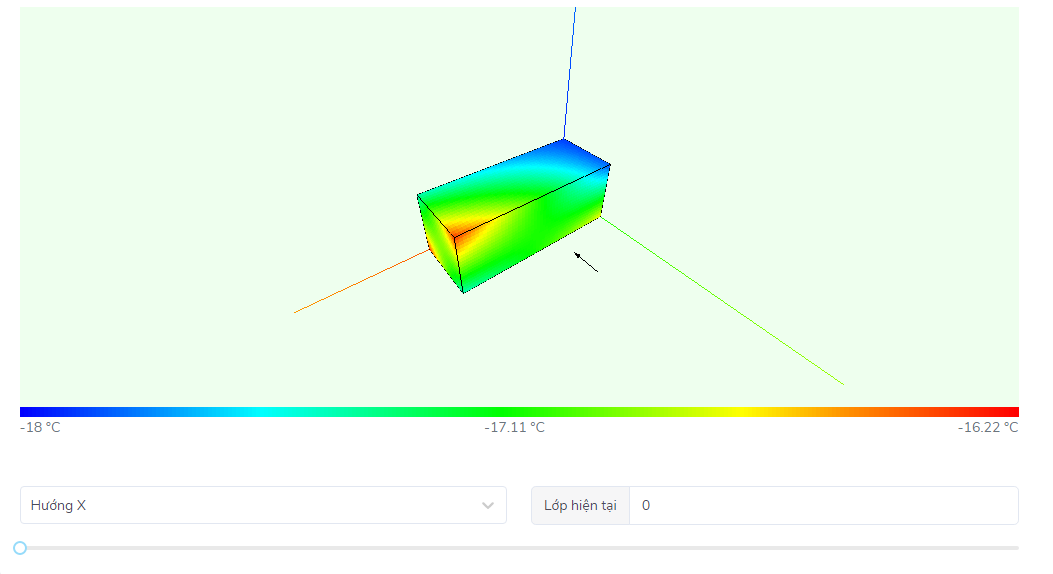 -18 °C
-17.11 °C
-16.22 °C
Hướng X
Lớp hiện tại
0